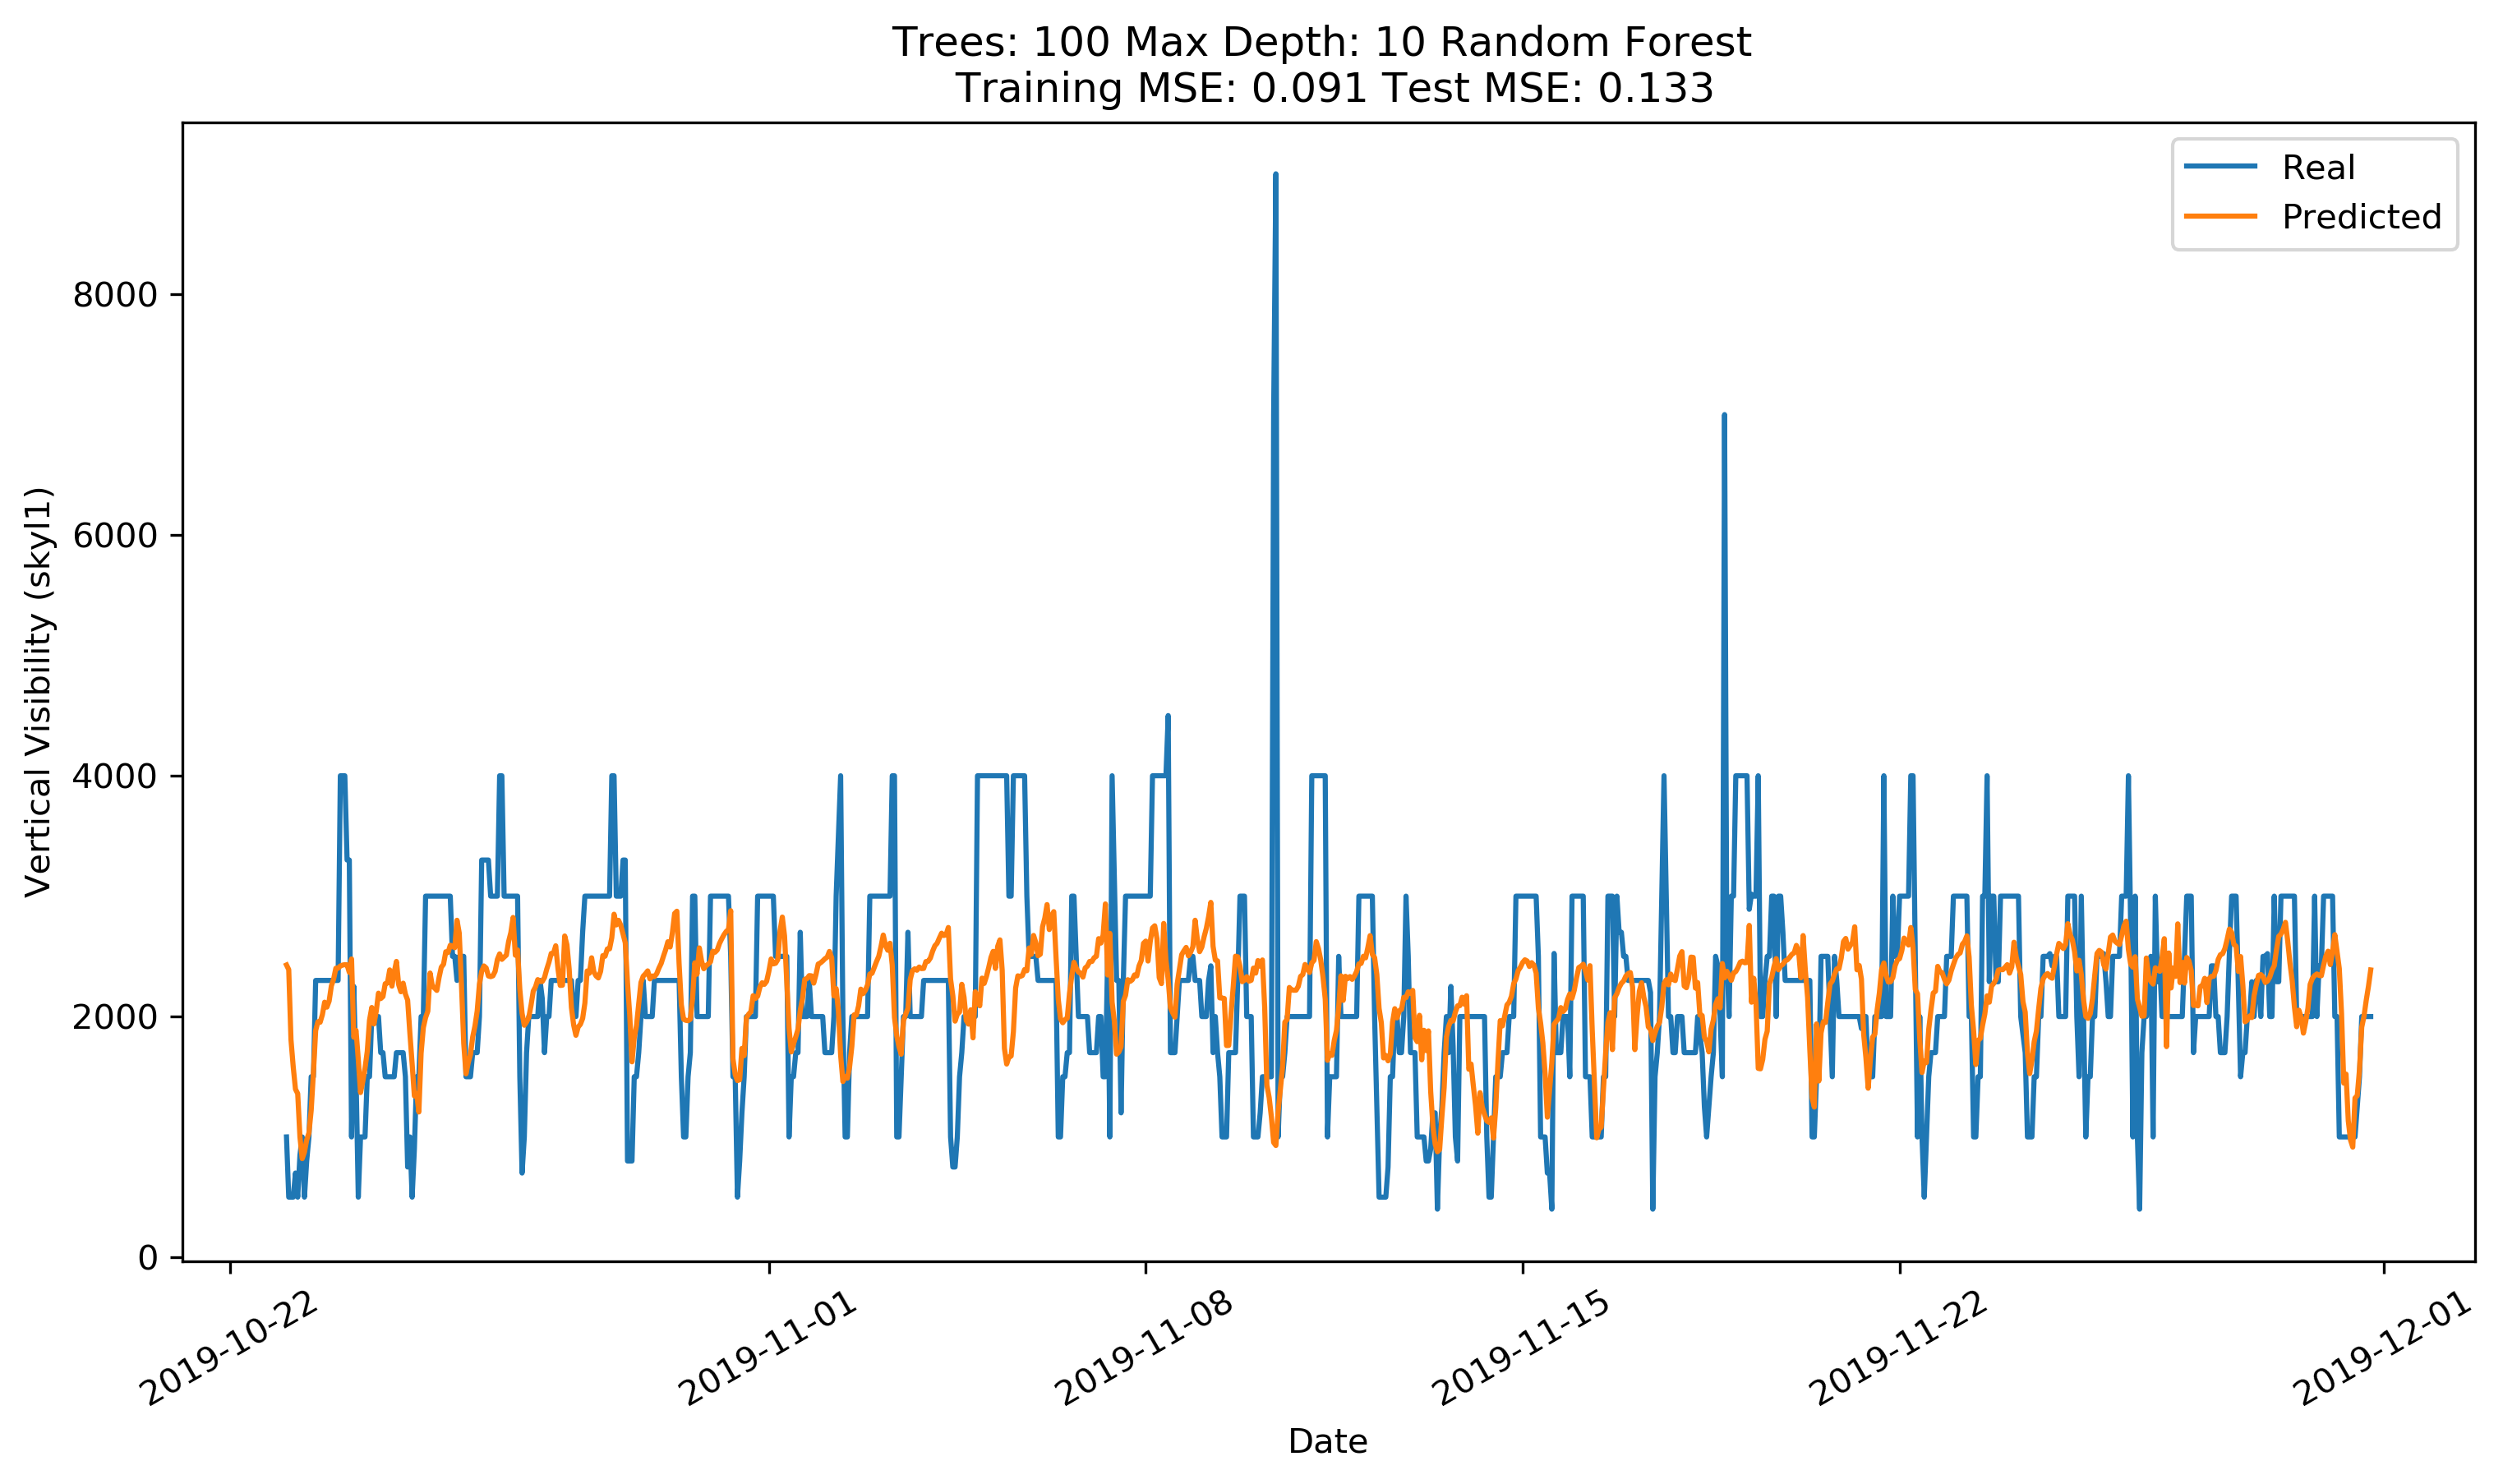 Trees: 100 Max Depth: 10 Random Forest
Training MSE: 0.091 Test MSE: 0.133
Real
Predicted
8000
6000
4000
2000
0
Vertical Visibility (skyl1)
2019-10-22
2019-11-01
2019-11-08
2019-11-15
2019-11-22
2019-12-01
Date